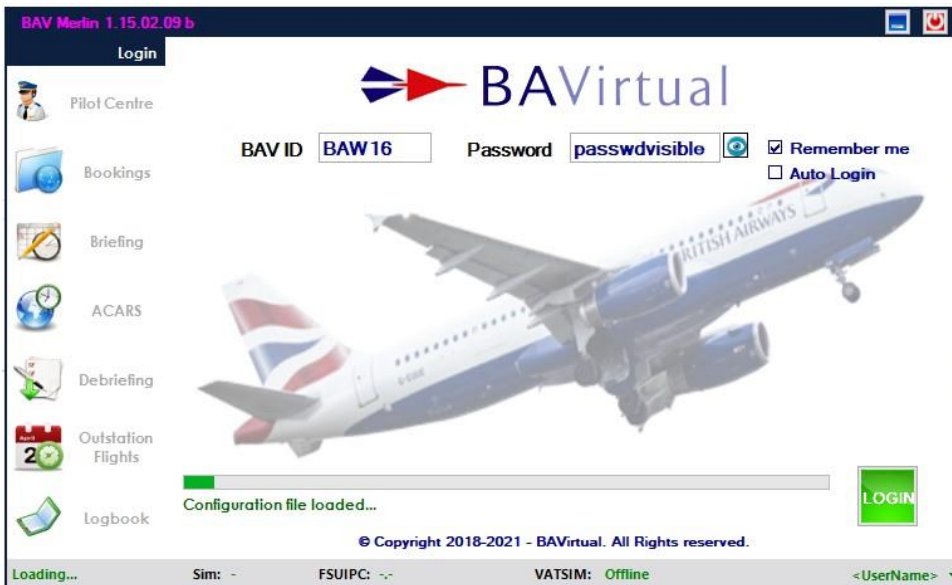 BAV Merlin 1.15.02.09 b
Login
Pilot Centre
Bookings
Briefing
ACARS
Debriefing
April
2
Outstation
Flights
Logbook
BAVirtual
BAV ID BAW16 Password passwdvisible Remember me
Auto Login
BRITISH AIRWAYS
Configuration file loaded...
LOGIN
© Copyright 2018-2021 - BAVirtual. All Rights reserved.
Loading... Sim: - FSUIPC: -.- VATSIM: Offline <UserName>